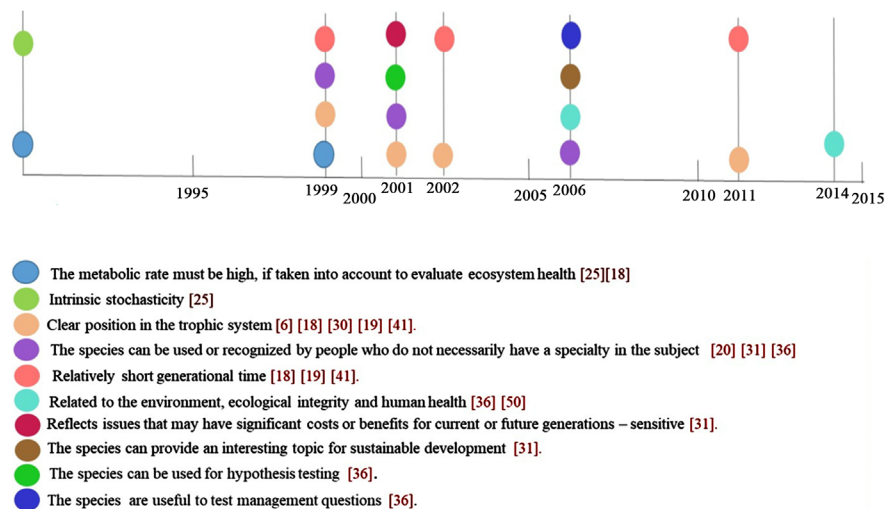 1995
1999
2000
2001
2002
2005
2006
2010
2011
2014
2015
The metabolic rate must be high, if taken into account to evaluate ecosystem health [25][18]
Intrinsic stochasticity [25]
Clear position in the trophic system [6] [18] [30] [19] [41].
The species can be used or recognized by people who do not necessarily have a specialty in the subject [20] [31] [36]
Relatively short generational time [18] [19] [41].
Related to the environment, ecological integrity and human health [36] [50]
Reflects issues that may have significant costs or benefits for current or future generations – sensitive [31].
The species can provide an interesting topic for sustainable development [31].
The species can be used for hypothesis testing [36].
The species are useful to test management questions [36].